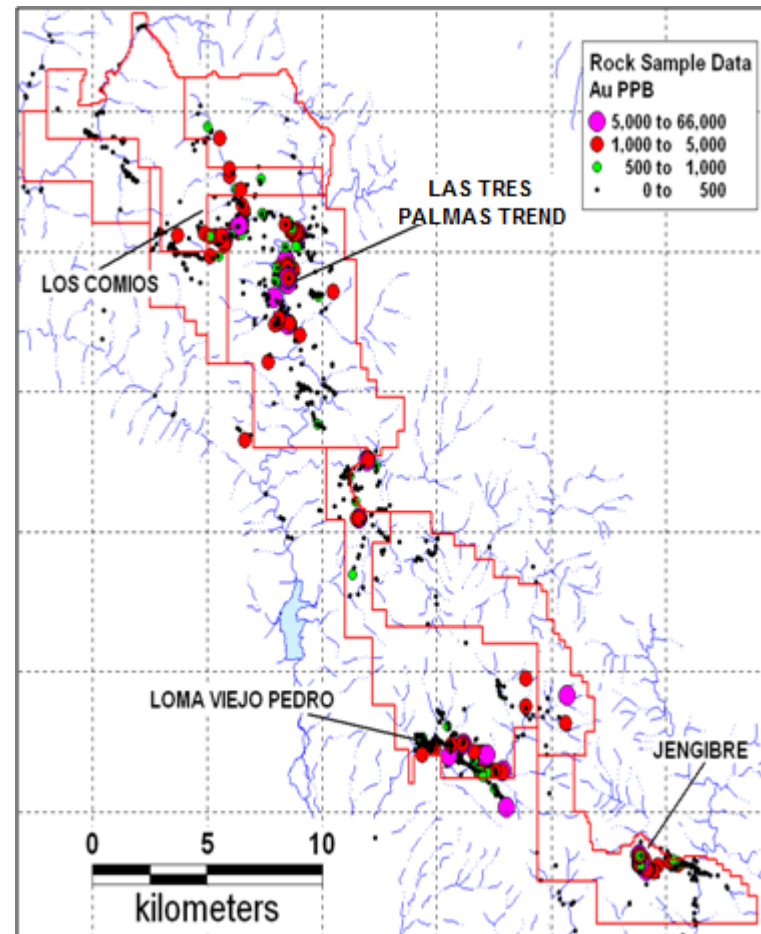 Rock Sample Data
Au PPB
5,000 to 66,000
1,000 to 5,000
500 to 1,000
0 to 500
LAS TRES
PALMAS TREND
LOS COMIOS
LOMA VIEJO PEDRO
JENGIBRE
0 5 10
kilometers